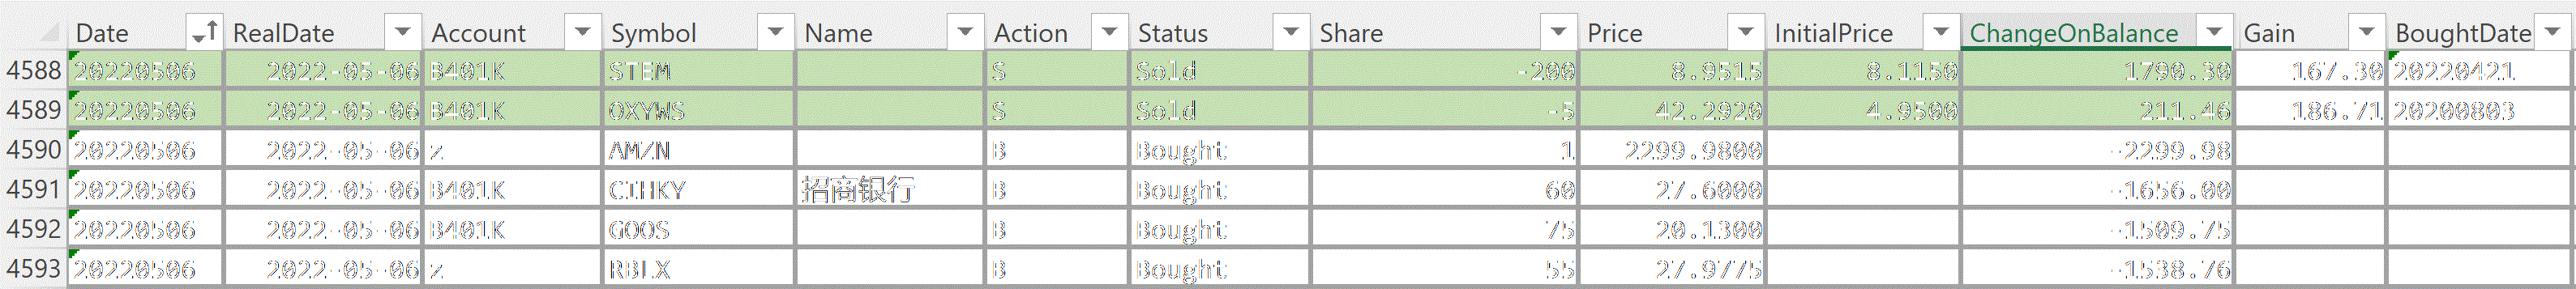 Date RealDate Account Symbol Name Action Status Share Price InitialPrice ChangeOnBalance Gain BoughtDate
4588 20220506 2022-05-06 B401K STEM S Sold -200 8.9515 8.1150 1790.30 167.30 20220421
4589 20220506 2022-05-06 B401K OXYWS S Sold -5 42.2920 4.9500 211.46 186.71 20200803
4590 20220506 2022-05-06 z AMZN B Bought 1 2299.9800 -2299.98
4591 20220506 2022-05-06 B401K CIHKY 招商银行 B Bought 60 27.6000 -1656.00
4592 20220506 2022-05-06 B401K GOOS B Bought 75 20.1300 -1509.75
4593 20220506 2022-05-06 z RBLX B Bought 55 27.9775 -1538.76